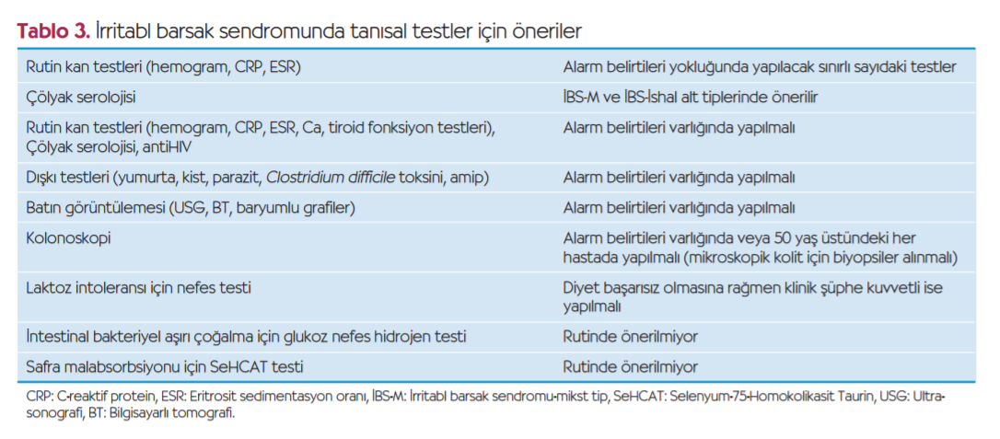 Tablo 3. İrritabl barsak sendromunda tanısal testler için öneriler
Rutin kan testleri (hemogram, CRP, ESR)
Alarm belirtileri yokluğunda yapılacak sınırlı sayıdaki testler
Çölyak serolojisi
İBS-M ve İBS-İshal alt tiplerinde önerilir
Rutin kan testleri (hemogram, CRP, ESR, Ca, tiroid fonksiyon testleri),
Çölyak serolojisi, antiHIV
Alarm belirtileri varlığında yapılmalı
Dışkı testleri (yumurta, kist, parazit, Clostridium difficile toksini, amip)
Alarm belirtileri varlığında yapılmalı
Batın görüntülemesi (USG, BT, baryumlu grafiler)
Alarm belirtileri varlığında yapılmalı
Kolonoskopi
Alarm belirtileri varlığında veya 50 yaş üstündeki her
hastada yapılmalı (mikroskopik kolit için biyopsiler alınmalı)
Laktoz intoleransı için nefes testi
Diyet başarısız olmasına rağmen klinik şüphe kuvvetli ise
yapılmalı
İntestinal bakteriyel aşırı çoğalma için glukoz nefes hidrojen testi
Rutinde önerilmiyor
Safra malabsorbsiyonu için SeHCAT testi
Rutinde önerilmiyor
CRP: C-reaktif protein, ESR: Eritrosit sedimentasyon oranı, İBS-M: İrritabl barsak sendromu-mikst tip, SeHCAT: Selenyum-75-Homokolikasit Taurin, USG: Ultra-
sonografi, BT: Bilgisayarlı tomografi.